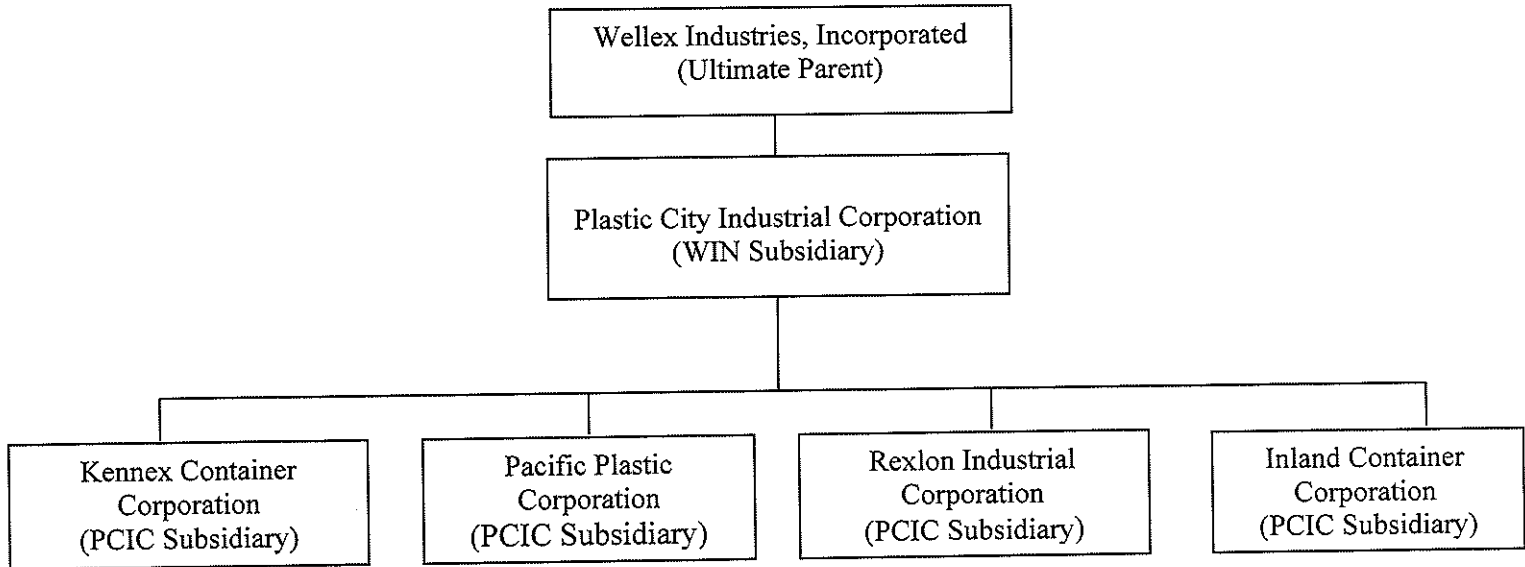 Wellex Industries, Incorporated
(Ultimate Parent)
Plastic City Industrial Corporation
(WIN Subsidiary)
Kennex Container
Corporation
(PCIC Subsidiary)
Pacific Plastic
Corporation
(PCIC Subsidiary)
Rexlon Industrial
Corporation
(PCIC Subsidiary)
Inland Container
Corporation
(PCIC Subsidiary)